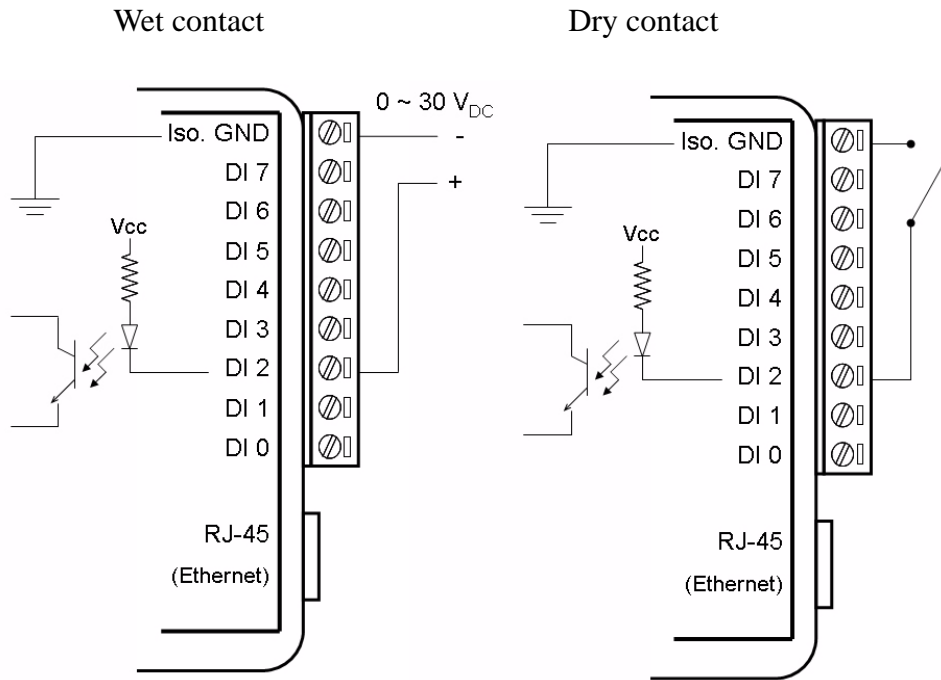 Wet contact
0 ~ 30 VDC
-
+
Iso. GND
DI 7
DI 6
DI 5
DI 4
DI 3
DI 2
DI 1
DI 0
Vcc
RJ-45
(Ethernet)
Dry contact
Iso. GND
DI 7
DI 6
DI 5
DI 4
DI 3
DI 2
DI 1
DI 0
Vcc
RJ-45
(Ethernet)